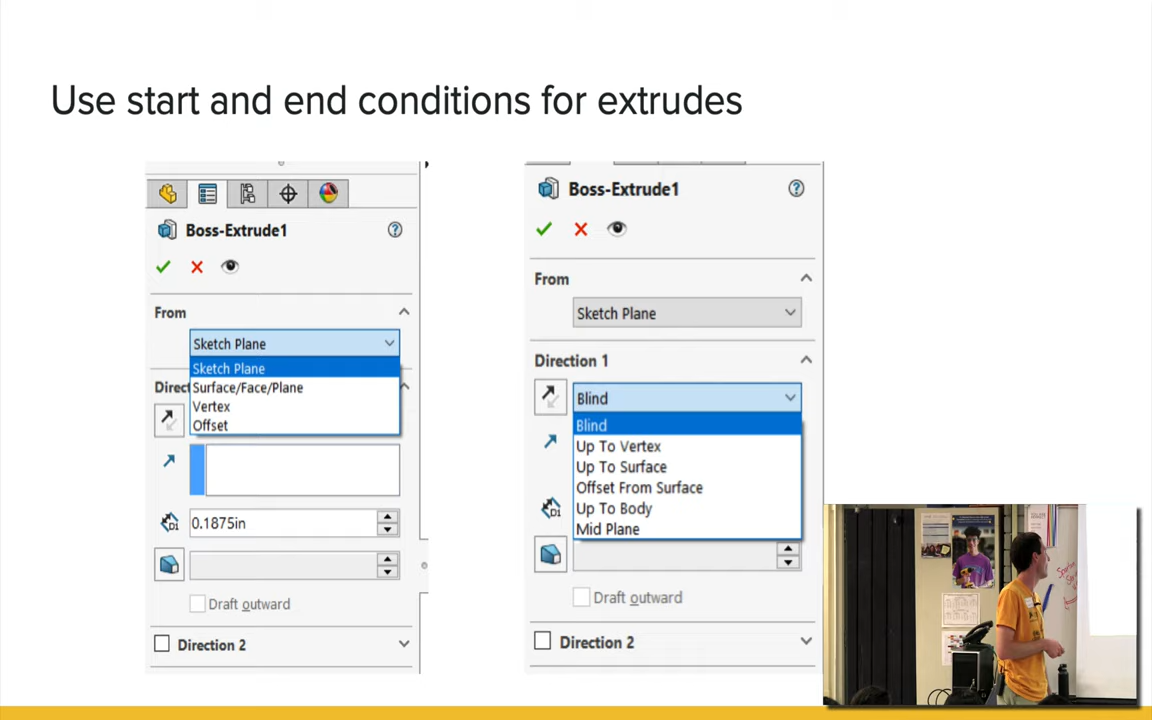 Use start and end conditions for extrudes
Boss-Extrude1
From
Sketch Plane
Sketch Plane
Surface/Face/Plane
Vertex
Offset
Direc
0.1875in
Draft outward
Direction 2
Boss-Extrude1
From
Sketch Plane
Direction 1
Blind
Blind
Up To Vertex
Up To Surface
Offset From Surface
Up To Body
Mid Plane
Draft outward
Direction 2